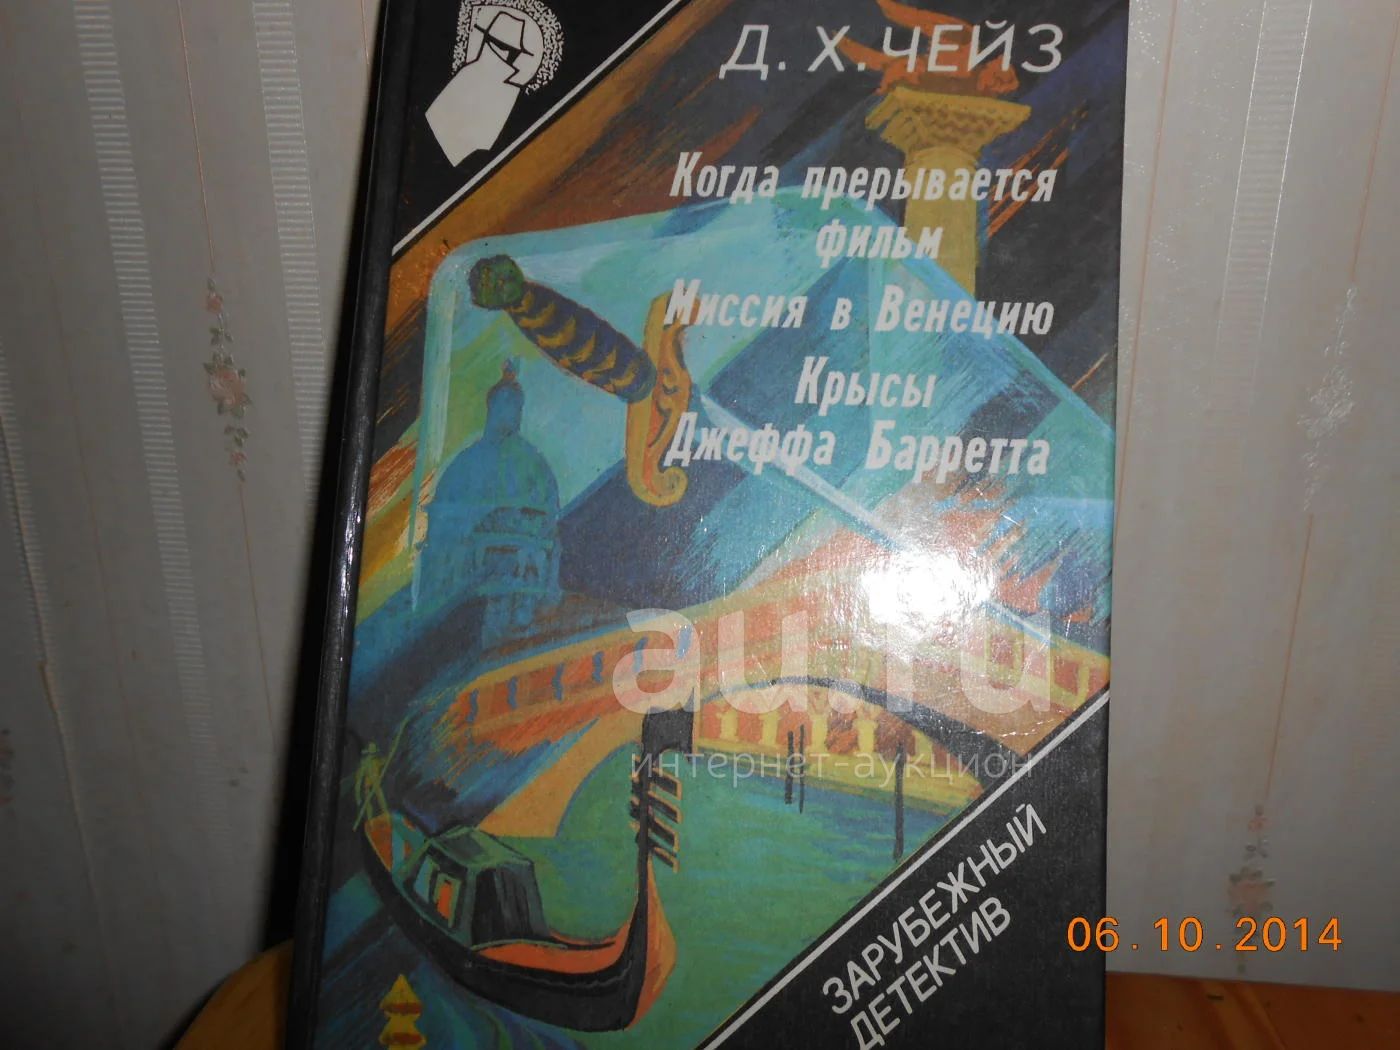 Д. Х. ЧЕЙЗ
Когда прерывается
фильм
Миссия в Венецию
Крысы
Джеффа Барретта
au.ru
интернет-аукцион
ЗАРУБЕЖНЫЙ
ДЕТЕКТИВ
06.10.2014